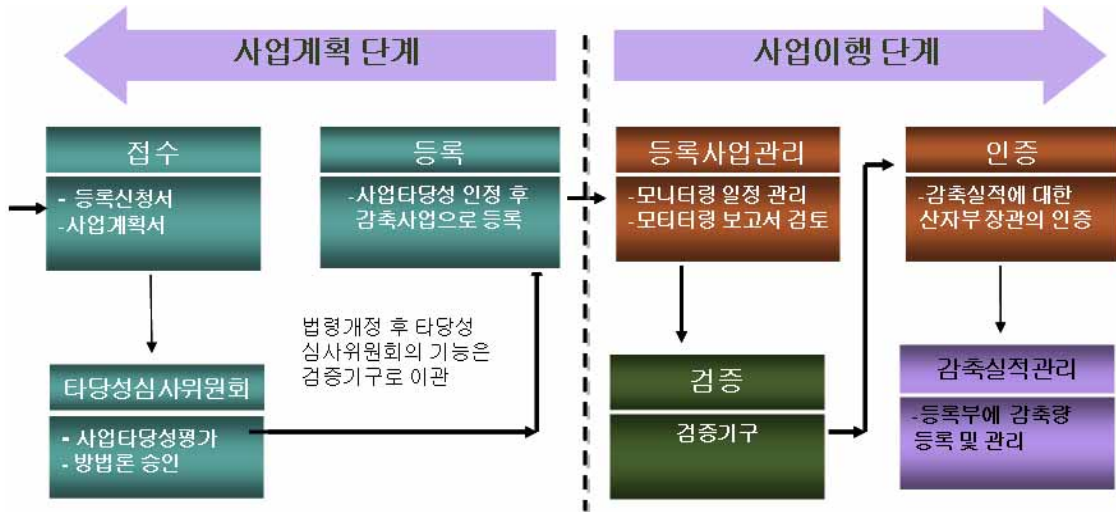 사업계획 단계
사업이행 단계
접수
- 등록신청서
-사업계획서
등록
-사업타당성 인정 후
감축사업으로 등록
법령개정 후 타당성
심사위원회의 기능은
검증기구로 이관
타당성심사위원회
- 사업타당성평가
- 방법론 승인
등록사업관리
-모니터링 일정 관리
-모티터링 보고서 검토
검증
검증기구
인증
-감축실적에 대한
산자부 장관의 인증
감축실적관리
-등록부에 감축량
등록 및 관리